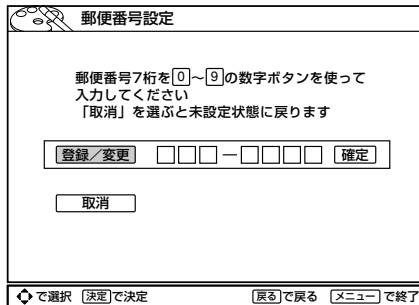 郵便番号設定
郵便番号7桁を0～9の数字ボタンを使って
入力してください
「取消」を選ぶと未設定状態に戻ります
登録／変更 □□□－□□□□ 確定
取消
で選択 決定で決定 戻るで戻る メニューで終了